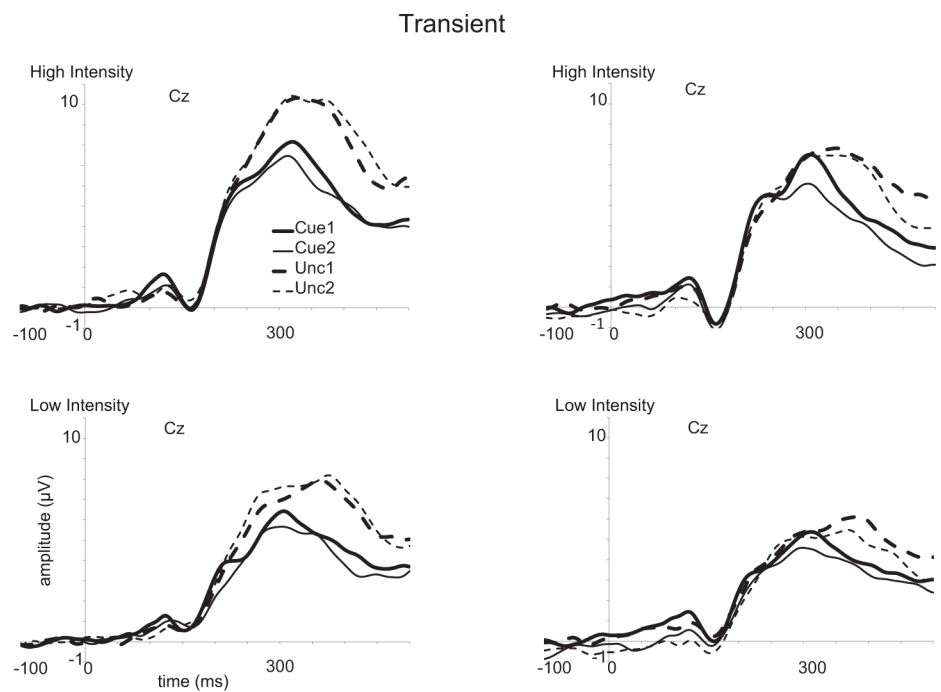 Transient
High Intensity
10
Cz
Cue1
Cue2
Unc1
Unc2
-1
-100
0
300
High Intensity
10
Cz
-1
-100
0
300
Low Intensity
10
Cz
amplitude (µV)
-1
-100
0
300
time (ms)
Low Intensity
10
Cz
-1
-100
0
300